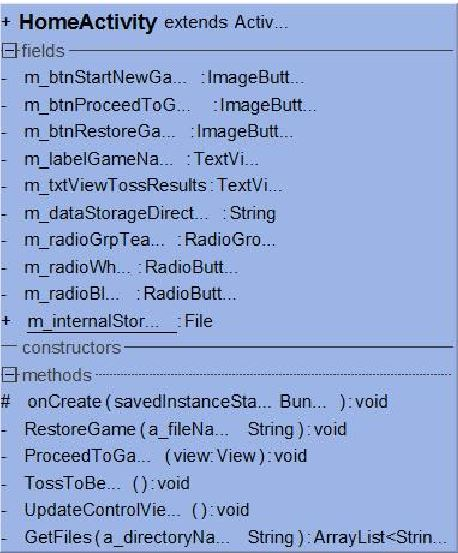 + HomeActivity extends Activ...
fields
- m_btnStartNewGa... :ImageButt...
- m_btnProceedToG... :ImageButt...
- m_btnRestoreGa... :ImageButt...
- m_labelGameNa... :TextVi...
- m_txtViewTossResults:TextVi...
- m_dataStorageDirect... :String
- m_radioGrpTea... :RadioGro...
- m_radioWh... :RadioButt...
- m_radioBl... :RadioButt...
+ m_internalStor... :File
constructors
methods
# onCreate(savedInstanceSta... Bun... ):void
- RestoreGame(a_fileNa... String):void
- ProceedToGa... (view:View):void
- TossToBe... ():void
- UpdateControlVie... ():void
- GetFiles(a_directoryNa... String):ArrayList<Strin...